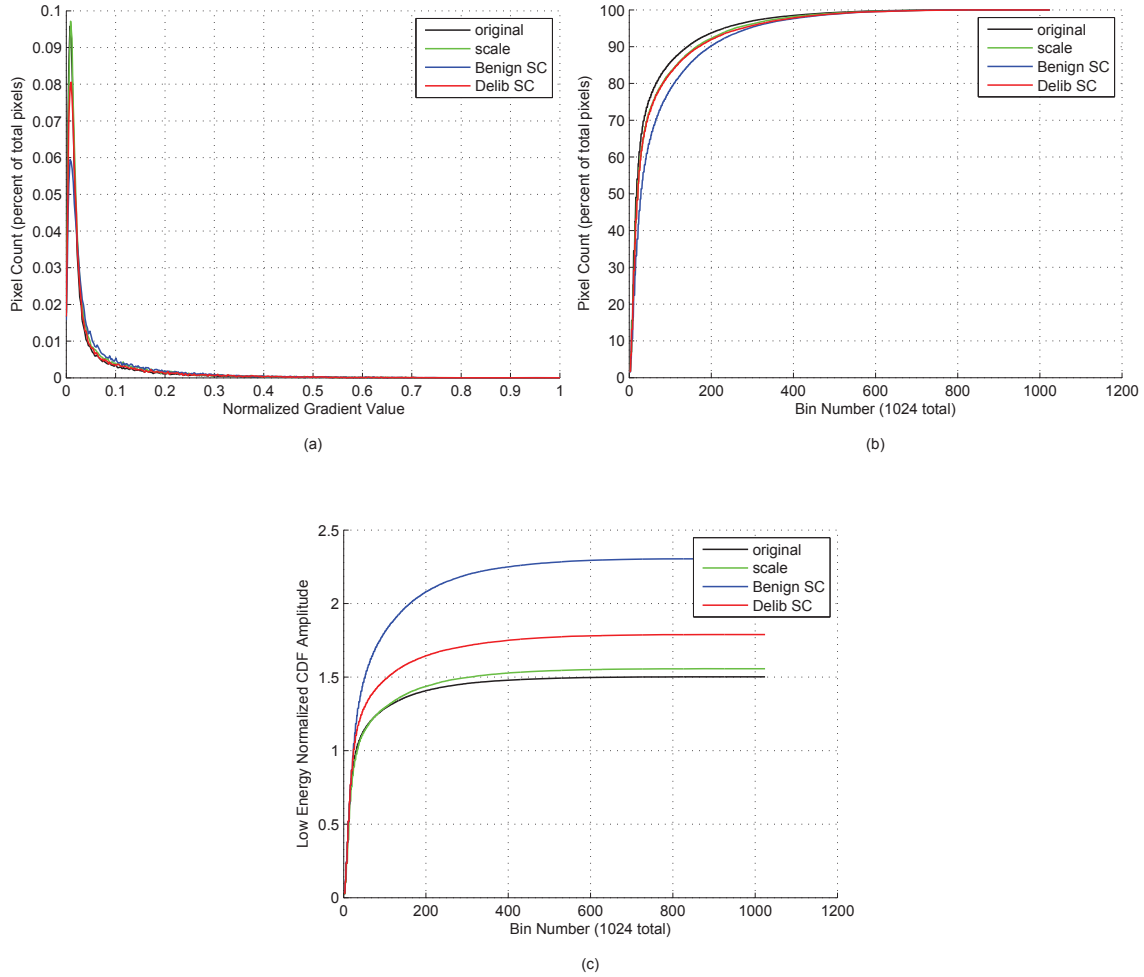 0.1
0.09
0.08
0.07
0.06
0.05
0.04
0.03
0.02
0.01
0
Pixel Count (percent of total pixels)
original
scale
Benign SC
Delib SC
0 0.1 0.2 0.3 0.4 0.5 0.6 0.7 0.8 0.9 1
Normalized Gradient Value
(a)
100
90
80
70
60
50
40
30
20
10
0
Pixel Count (percent of total pixels)
original
scale
Benign SC
Delib SC
0 200 400 600 800 1000 1200
Bin Number (1024 total)
(b)
2.5
2
1.5
1
0.5
0
Low Energy Normalized CDF Amplitude
original
scale
Benign SC
Delib SC
0 200 400 600 800 1000 1200
Bin Number (1024 total)
(c)